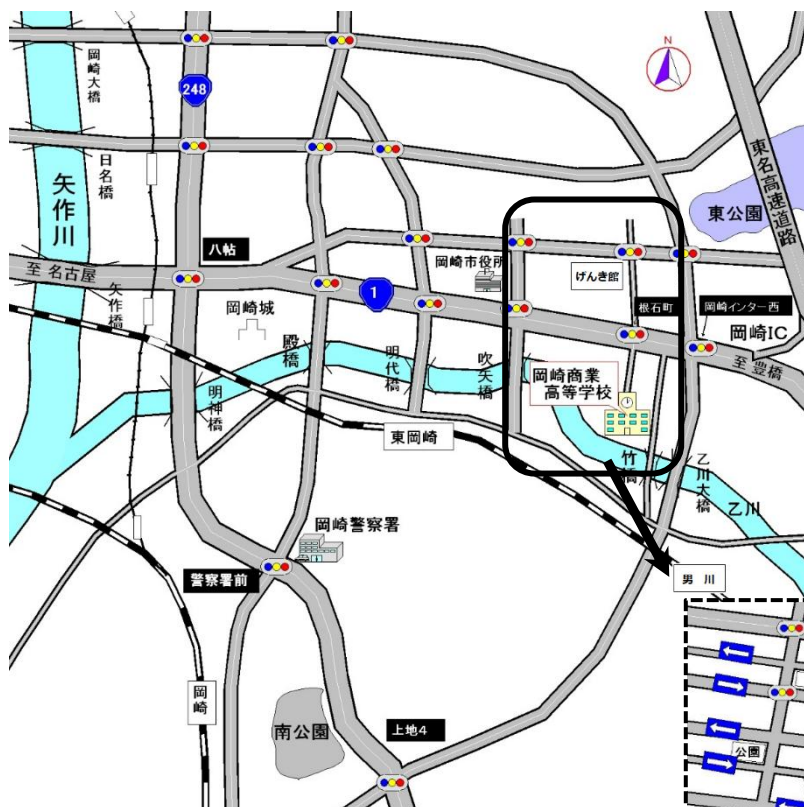 N
248
岡崎大橋
日名橋
矢作川
東名高速道路
東公園
八帖
岡崎市役所
げんき館
至 名古屋
矢作橋
1
根石町
岡崎インター西
岡崎城
岡崎IC
殿橋
明代橋
吹矢橋
至 豊橋
岡崎商業
高等学校
明神橋
東岡崎
竹橋
乙川大橋
乙川
岡崎警察署
警察署前
男 川
岡崎
南公園
上地4
公園